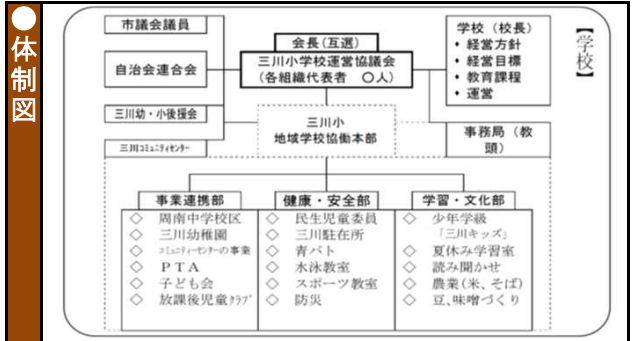 ●体制図
市議会議員
自治会連合会
三川幼・小後援会
三川ｺﾐｭﾆﾃｨｾﾝﾀｰ
会長(互選)
三川小学校運営協議会
(各組織代表者　○人)
三川小
地域学校協働本部
学校（校長）
・経営方針
・経営目標
・教育課程
・運営
【学校】
事務局（教
頭）
事業連携部
◇ 周南中学校区
◇ 三川幼稚園
◇ ｺﾐｭﾆﾃｨｰｾﾝﾀｰの事業
◇ ＰＴＡ
◇ 子ども会
◇ 放課後児童ｸﾗﾌﾞ
健康・安全部
◇ 民生児童委員
◇ 三川駐在所
◇ 青パト
◇ 水泳教室
◇ スポーツ教室
◇ 防災
学習・文化部
◇ 少年学級
「三川キッズ」
◇ 夏休み学習室
◇ 読み聞かせ
◇ 農業(米、そば)
◇ 豆、味噌づくり